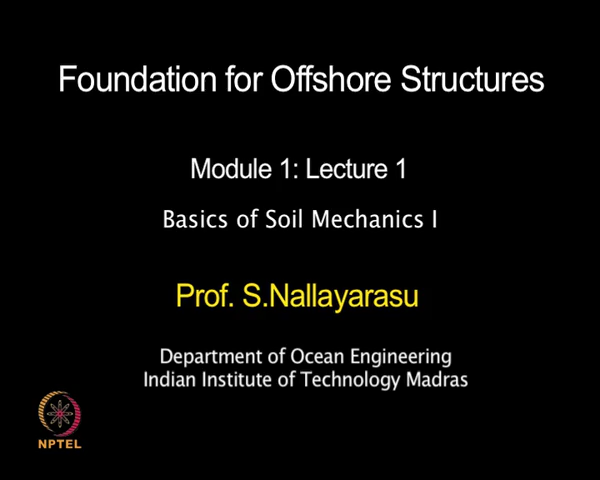 Foundation for Offshore Structures
Module 1: Lecture 1
Basics of Soil Mechanics I
Prof. S.Nallayarasu
Department of Ocean Engineering
Indian Institute of Technology Madras
NPTEL